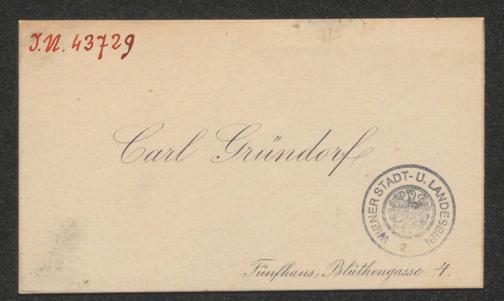 I.N. 43729
Carl Gründorf
WIENER STADT- U. LANDESBIBL.
2
Fünfhaus, Blüthengasse 4.